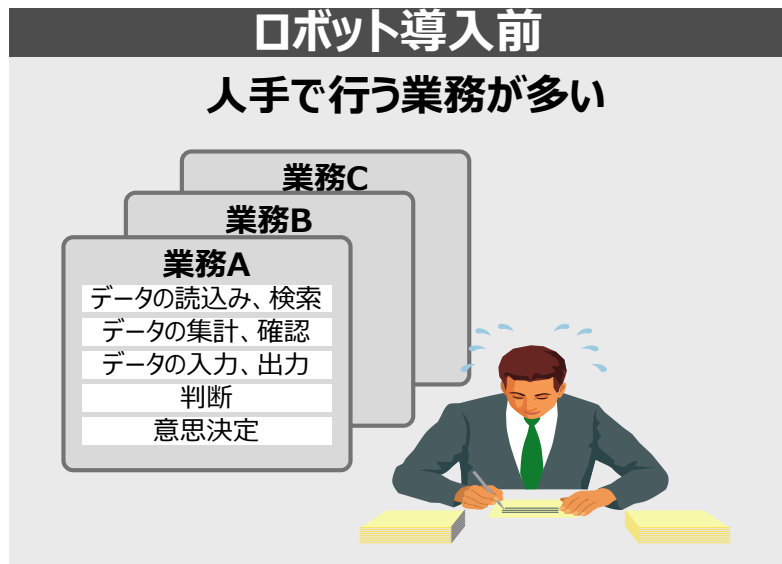 ロボット導入前
人手で行う業務が多い
業務C
業務B
業務A
データの読込み、検索
データの集計、確認
データの入力、出力
判断
意思決定